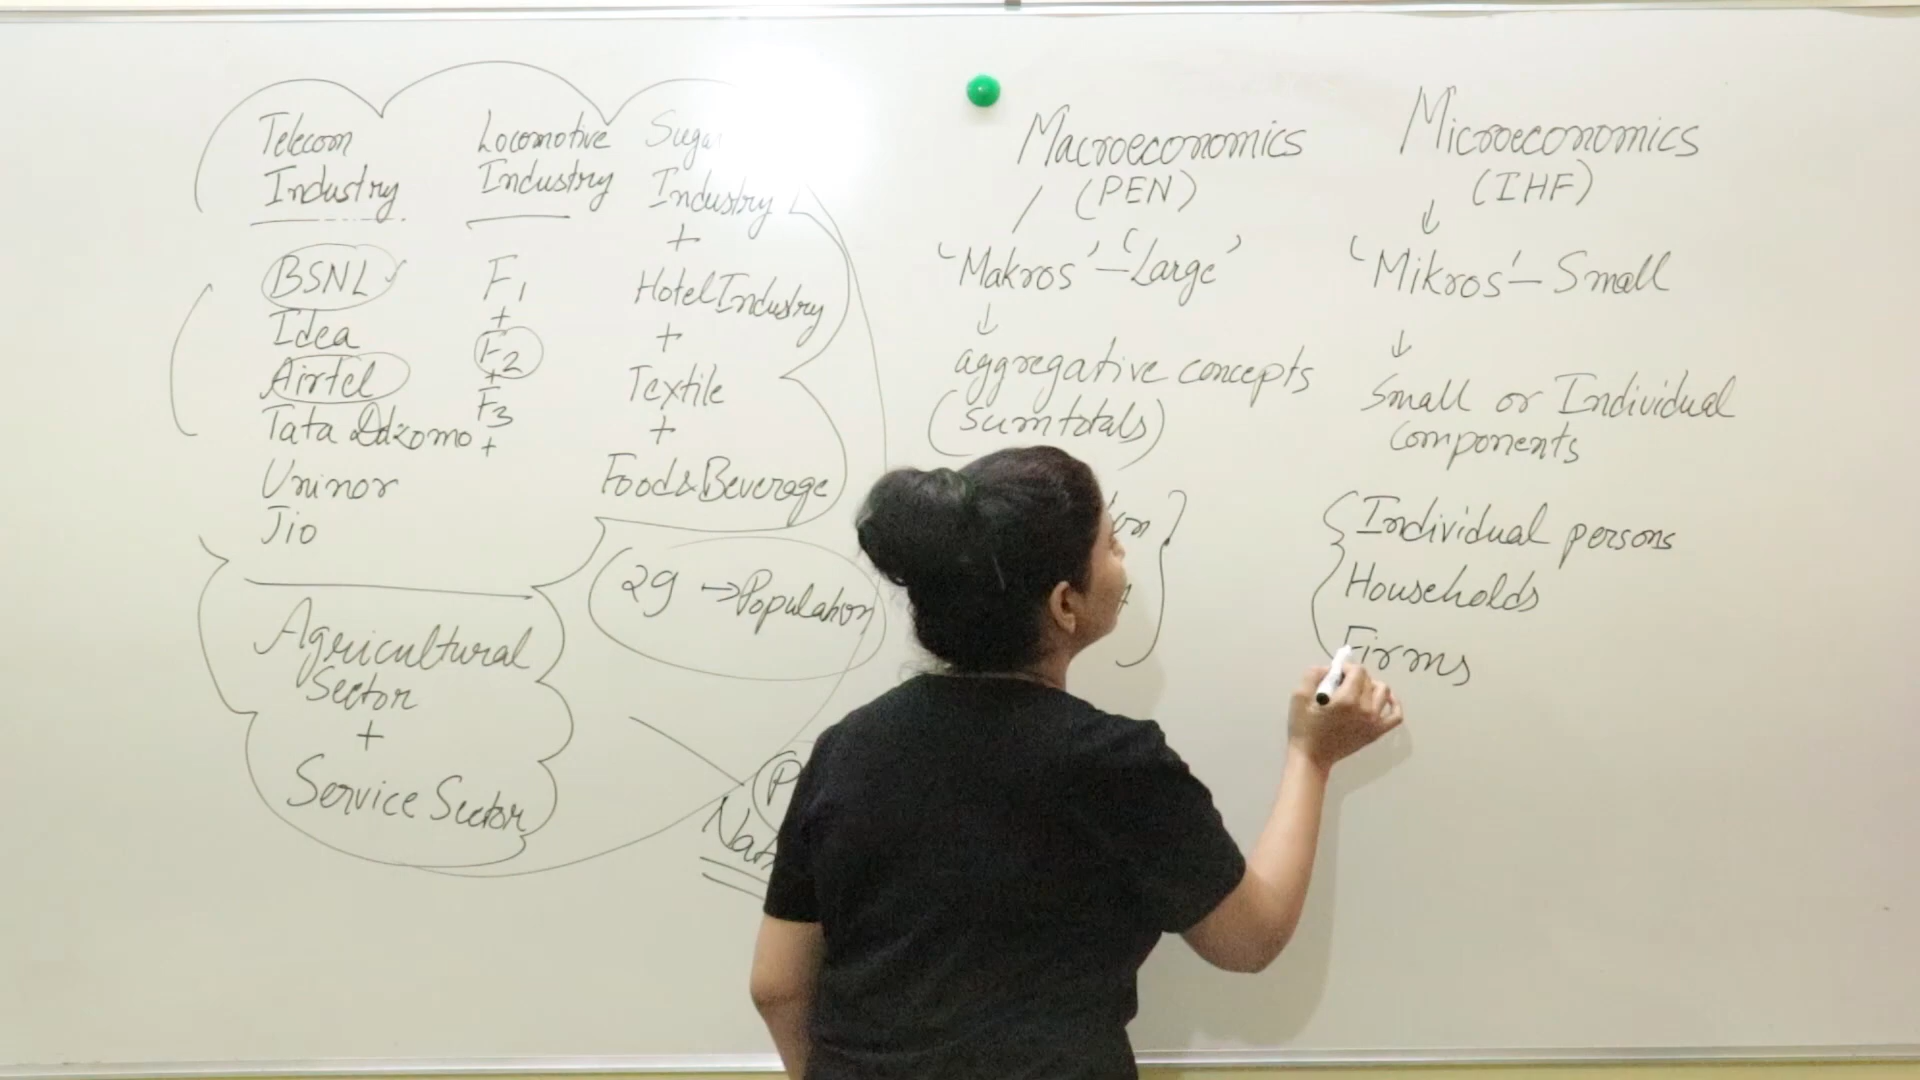 Telecom
Industry
BSNL ✓
Idea
Airtel
Tata
Uninor
Jio
Agricultural
Sector
+
Service Sector
Locomotive
Industry
F1
+
F2
+
F3
+
Sugar
Industry
+
Hotel Industry
+
Textile
+
Food & Beverage
29 → Population
Macroeconomics
(PEN)
'Makros' – 'Large'
↓
aggregative concepts
(sum totals)
Microeconomics
(IHF)
↓
'Mikros' – Small
↓
Small or Individual
components
Individual persons
Households
Firms